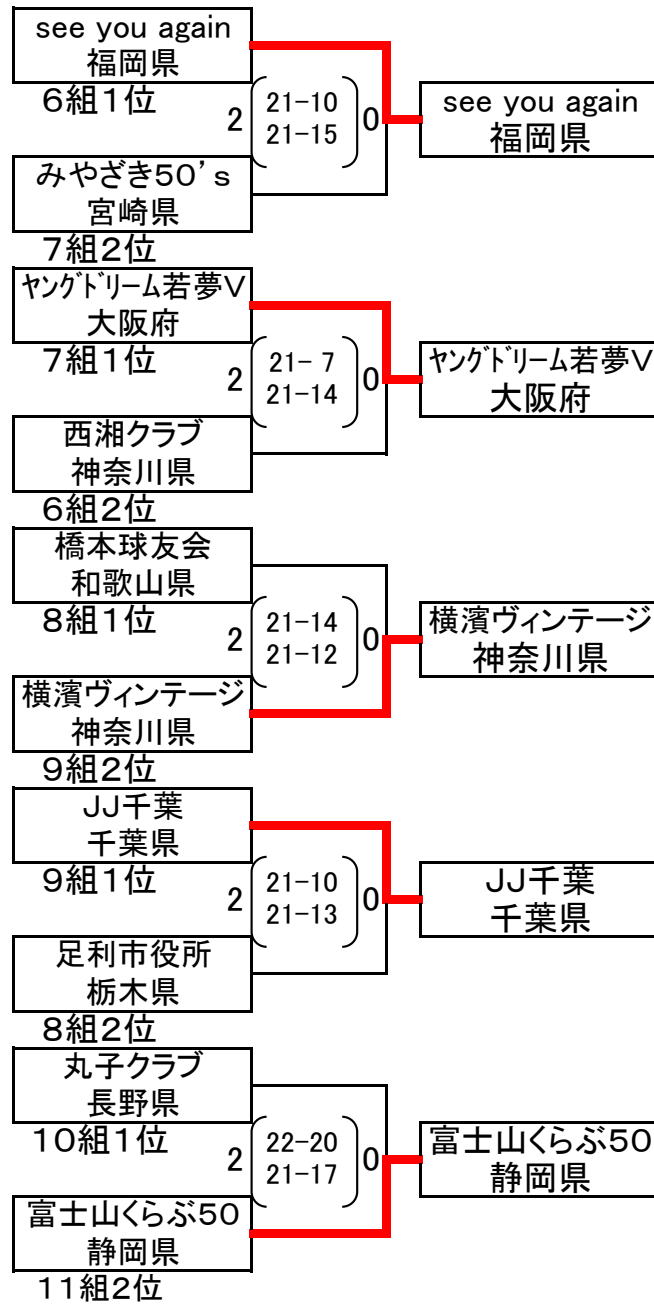 see you again
福岡県
6組1位
2
21-10
21-15
0
see you again
福岡県
みやざき50’s
宮崎県
7組2位
ヤングドリーム若夢V
大阪府
7組1位
2
21- 7
21-14
0
ヤングドリーム若夢V
大阪府
西湘クラブ
神奈川県
6組2位
橋本球友会
和歌山県
8組1位
2
21-14
21-12
0
横濱ヴィンテージ
神奈川県
横濱ヴィンテージ
神奈川県
9組2位
JJ千葉
千葉県
9組1位
2
21-10
21-13
0
JJ千葉
千葉県
足利市役所
栃木県
8組2位
丸子クラブ
長野県
10組1位
2
22-20
21-17
0
富士山くらぶ50
静岡県
富士山くらぶ50
静岡県
11組2位